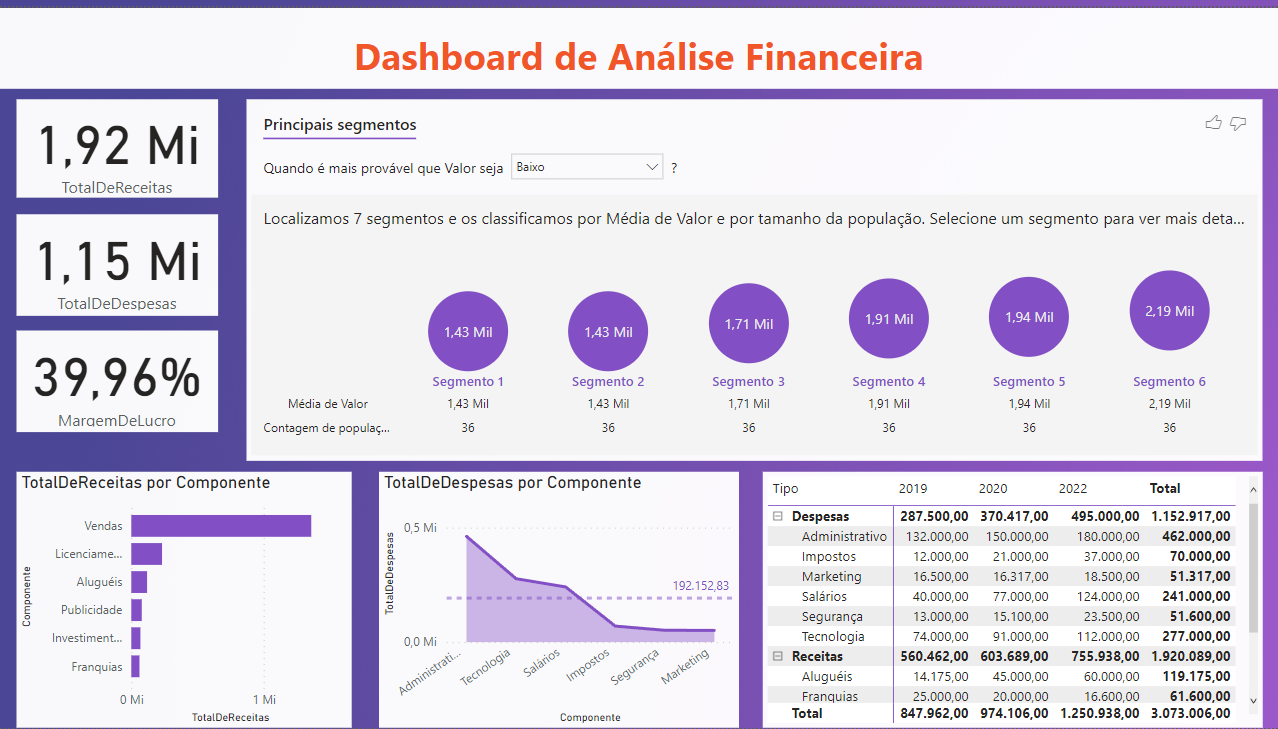 Dashboard de Análise Financeira
1,92 Mi
TotalDeReceitas
1,15 Mi
TotalDeDespesas
39,96%
MargemDeLucro
Principais segmentos
Quando é mais provável que Valor seja Baixo ?
Localizamos 7 segmentos e os classificamos por Média de Valor e por tamanho da população. Selecione um segmento para ver mais deta...
1,43 Mil 1,43 Mil 1,71 Mil 1,91 Mil 1,94 Mil 2,19 Mil
Segmento 1 Segmento 2 Segmento 3 Segmento 4 Segmento 5 Segmento 6
Média de Valor 1,43 Mil 1,43 Mil 1,71 Mil 1,91 Mil 1,94 Mil 2,19 Mil
Contagem de populaç... 36 36 36 36 36 36
TotalDeReceitas por Componente
Componente
Vendas
Licenciame...
Aluguéis
Publicidade
Investiment...
Franquias
0 Mi 1 Mi
TotalDeReceitas
TotalDeDespesas por Componente
TotalDeDespesas
0,5 Mi
192.152,83
0,0 Mi
Administrati... Tecnologia Salários Impostos Segurança Marketing
Componente
Tipo 2019 2020 2022 Total
Despesas 287.500,00 370.417,00 495.000,00 1.152.917,00
Administrativo 132.000,00 150.000,00 180.000,00 462.000,00
Impostos 12.000,00 21.000,00 37.000,00 70.000,00
Marketing 16.500,00 16.317,00 18.500,00 51.317,00
Salários 40.000,00 77.000,00 124.000,00 241.000,00
Segurança 13.000,00 15.100,00 23.500,00 51.600,00
Tecnologia 74.000,00 91.000,00 112.000,00 277.000,00
Receitas 560.462,00 603.689,00 755.938,00 1.920.089,00
Aluguéis 14.175,00 45.000,00 60.000,00 119.175,00
Franquias 25.000,00 20.000,00 16.600,00 61.600,00
Total 847.962,00 974.106,00 1.250.938,00 3.073.006,00